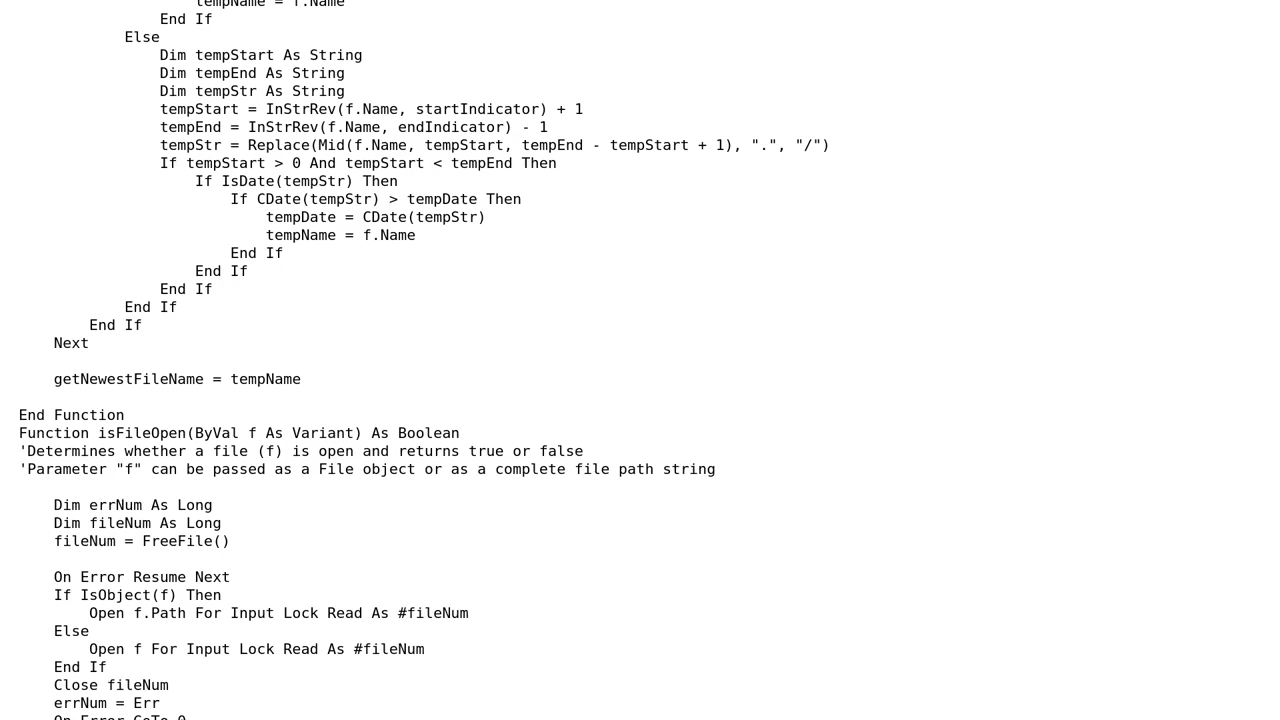 tempName = f.Name
End If
Else
Dim tempStart As String
Dim tempEnd As String
Dim tempStr As String
tempStart = InStrRev(f.Name, startIndicator) + 1
tempEnd = InStrRev(f.Name, endIndicator) - 1
tempStr = Replace(Mid(f.Name, tempStart, tempEnd - tempStart + 1), ".", "/")
If tempStart > 0 And tempStart < tempEnd Then
If IsDate(tempStr) Then
If CDate(tempStr) > tempDate Then
tempDate = CDate(tempStr)
tempName = f.Name
End If
End If
End If
End If
End If
Next
getNewestFileName = tempName
End Function
Function isFileOpen(ByVal f As Variant) As Boolean
'Determines whether a file (f) is open and returns true or false
'Parameter "f" can be passed as a File object or as a complete file path string
Dim errNum As Long
Dim fileNum As Long
fileNum = FreeFile()
On Error Resume Next
If IsObject(f) Then
Open f.Path For Input Lock Read As #fileNum
Else
Open f For Input Lock Read As #fileNum
End If
Close fileNum
errNum = Err
On Error GoTo 0